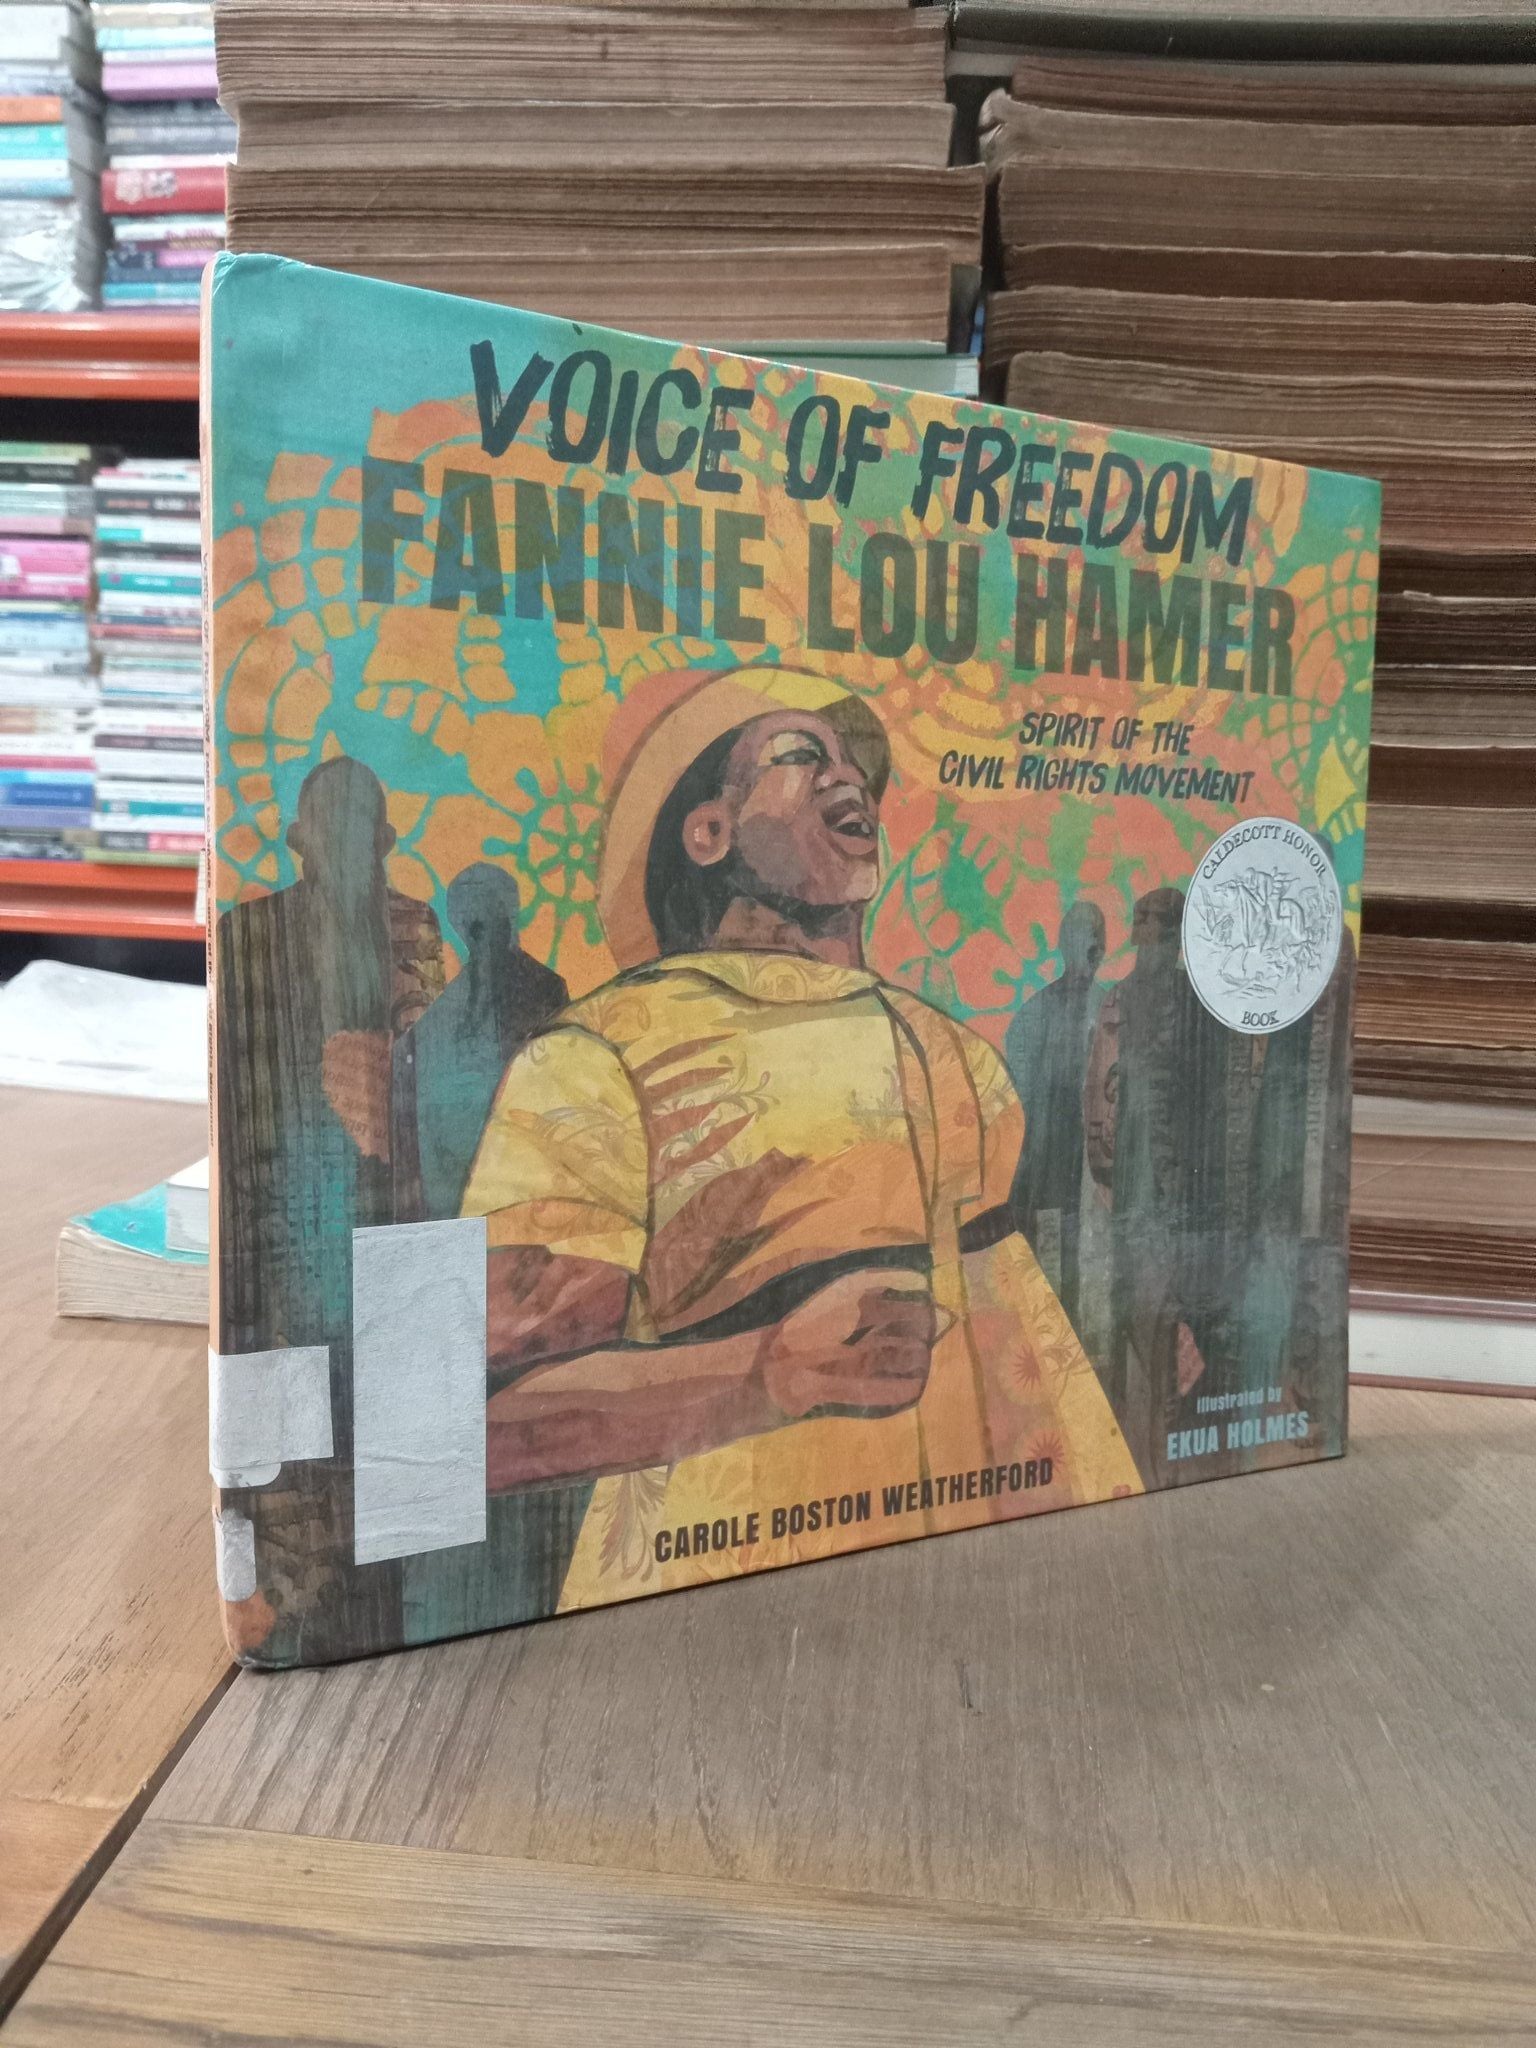 VOICE OF FREEDOM
FANNIE LOU HAMER
SPIRIT OF THE
CIVIL RIGHTS MOVEMENT
CALDECOTT HONOR
BOOK
Illustrated by
EKUA HOLMES
CAROLE BOSTON WEATHERFORD